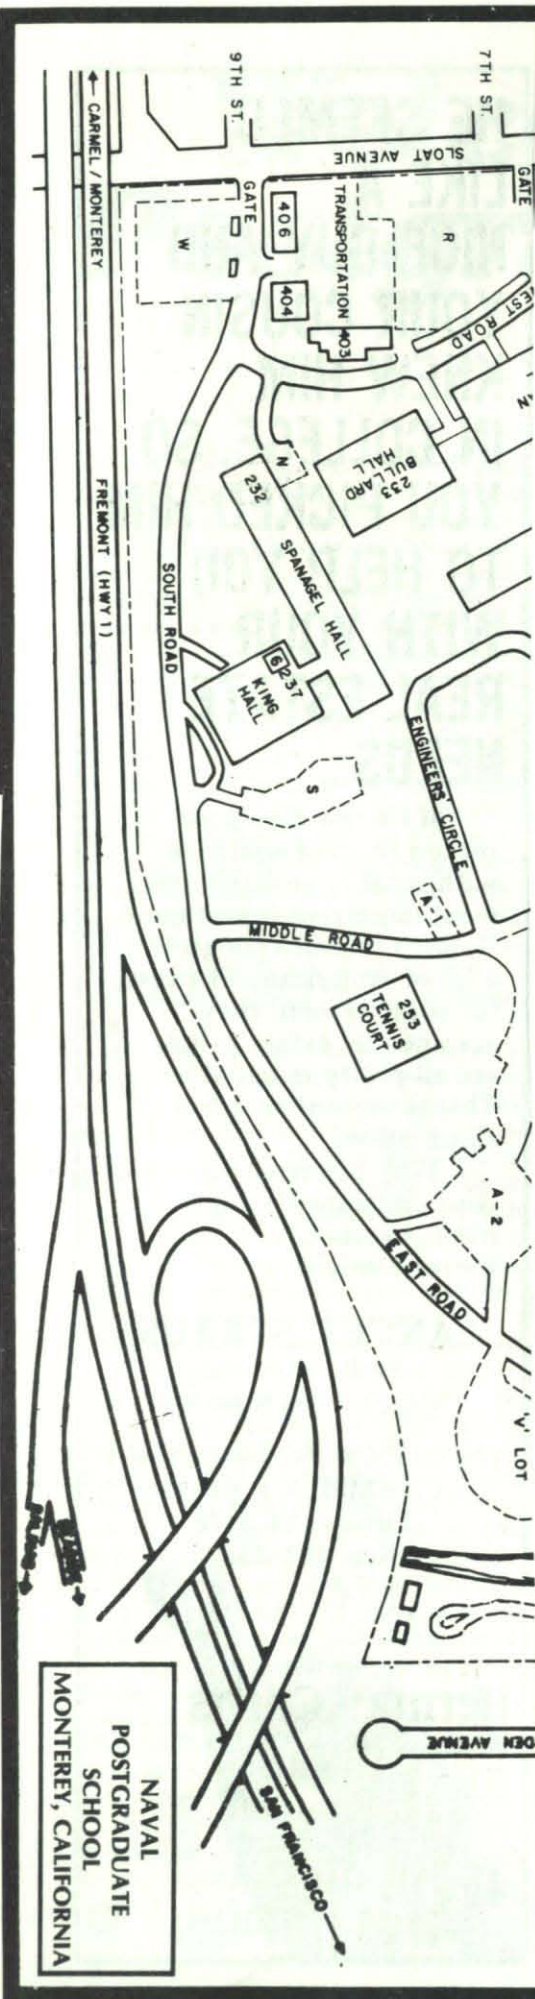 9TH ST.
7TH ST.
← CARMEL / MONTEREY
SLOAT AVENUE
GATE
GATE
W
406
404
TRANSPORTATION
403
R
WEST ROAD
N
232
SPANAGEL HALL
233
BULLARD
HALL
FREMONT (HWY 1)
SOUTH ROAD
6
237
KING
HALL
S
ENGINEERS' CIRCLE
A-1
MIDDLE ROAD
253
TENNIS
COURT
A-2
EAST ROAD
'V' LOT
DEN AVENUE
SAN FRANCISCO →
NAVAL
POSTGRADUATE
SCHOOL
MONTEREY, CALIFORNIA